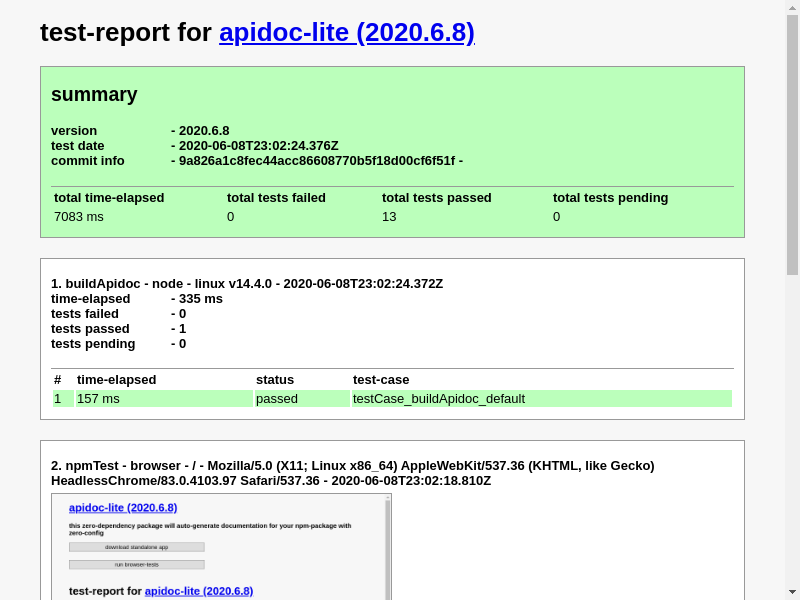 test-report for apidoc-lite (2020.6.8)
summary
version - 2020.6.8
test date - 2020-06-08T23:02:24.376Z
commit info - 9a826a1c8fec44acc86608770b5f18d00cf6f51f -
total time-elapsed total tests failed total tests passed total tests pending
7083 ms 0 13 0
1. buildApidoc - node - linux v14.4.0 - 2020-06-08T23:02:24.372Z
time-elapsed - 335 ms
tests failed - 0
tests passed - 1
tests pending - 0
# time-elapsed status test-case
1 157 ms passed testCase_buildApidoc_default
2. npmTest - browser - / - Mozilla/5.0 (X11; Linux x86_64) AppleWebKit/537.36 (KHTML, like Gecko)
HeadlessChrome/83.0.4103.97 Safari/537.36 - 2020-06-08T23:02:18.810Z
apidoc-lite (2020.6.8)
this zero-dependency package will auto-generate documentation for your npm-package with
zero-config
download standalone app
run browser-tests
test-report for apidoc-lite (2020.6.8)